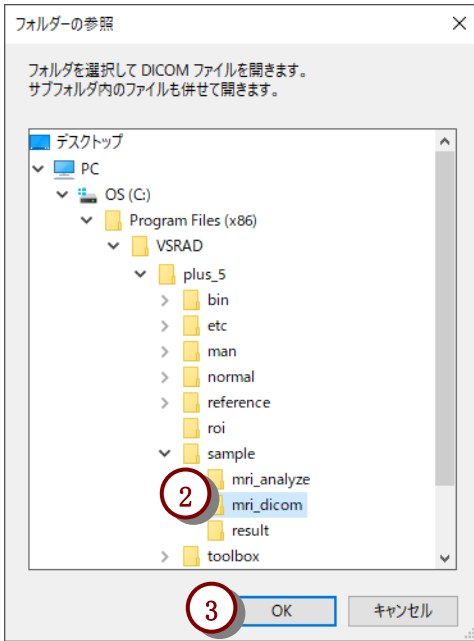 フォルダーの参照
フォルダを選択して DICOM ファイルを開きます。
サブフォルダ内のファイルも併せて開きます。
デスクトップ
PC
OS (C:)
Program Files (x86)
VSRAD
plus_5
bin
etc
man
normal
reference
roi
sample
mri_analyze
2 mri_dicom
result
toolbox
3 OK キャンセル